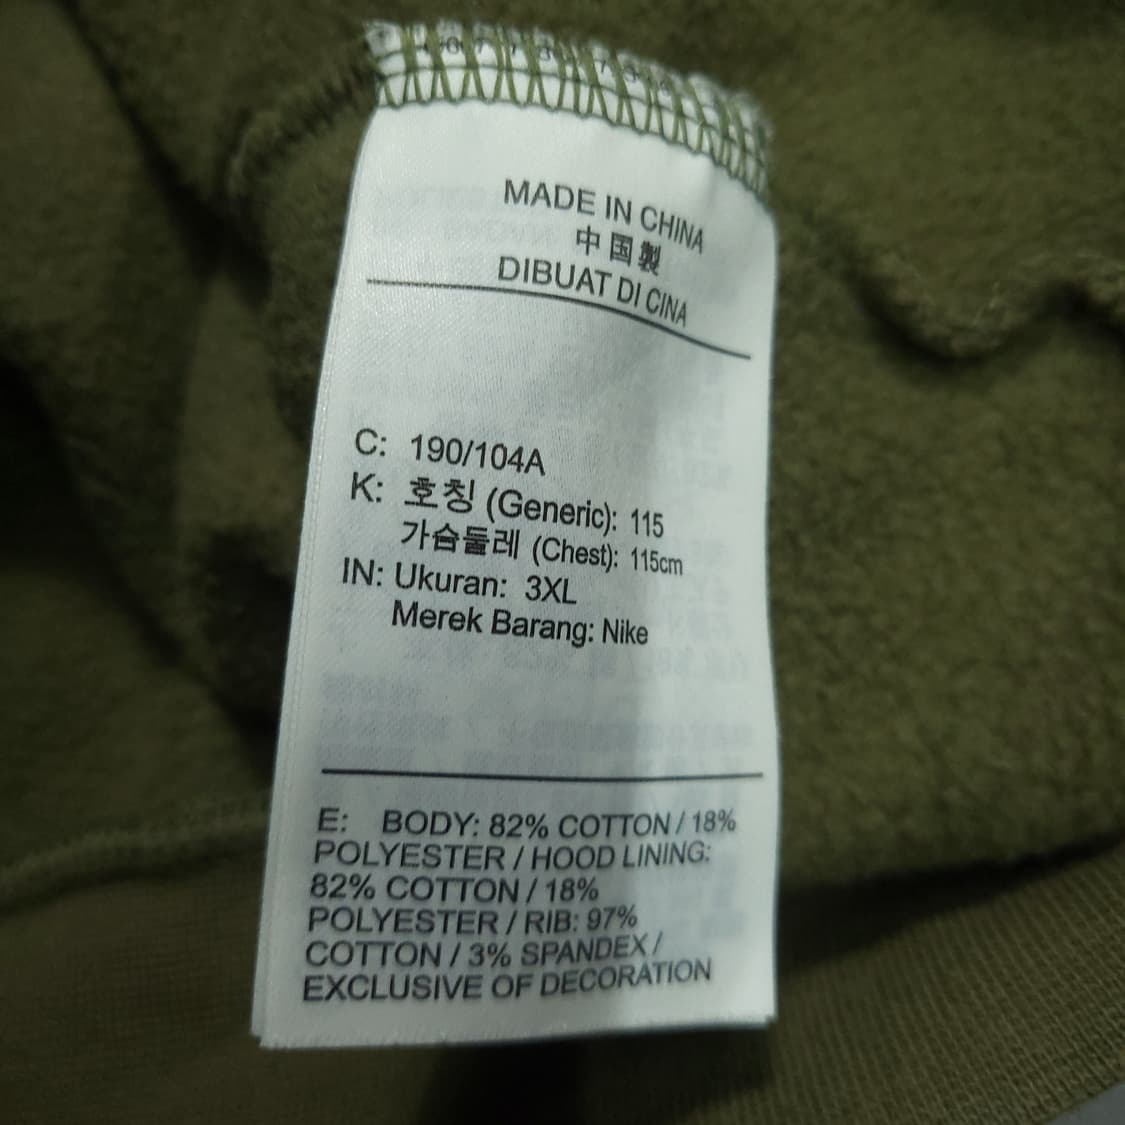 MADE IN CHINA
中国製
DIBUAT DI CINA
C: 190/104A
K: 호칭 (Generic): 115
가슴둘레 (Chest): 115cm
IN: Ukuran: 3XL
Merek Barang: Nike
E: BODY: 82% COTTON / 18%
POLYESTER / HOOD LINING:
82% COTTON / 18%
POLYESTER / RIB: 97%
COTTON / 3% SPANDEX /
EXCLUSIVE OF DECORATION